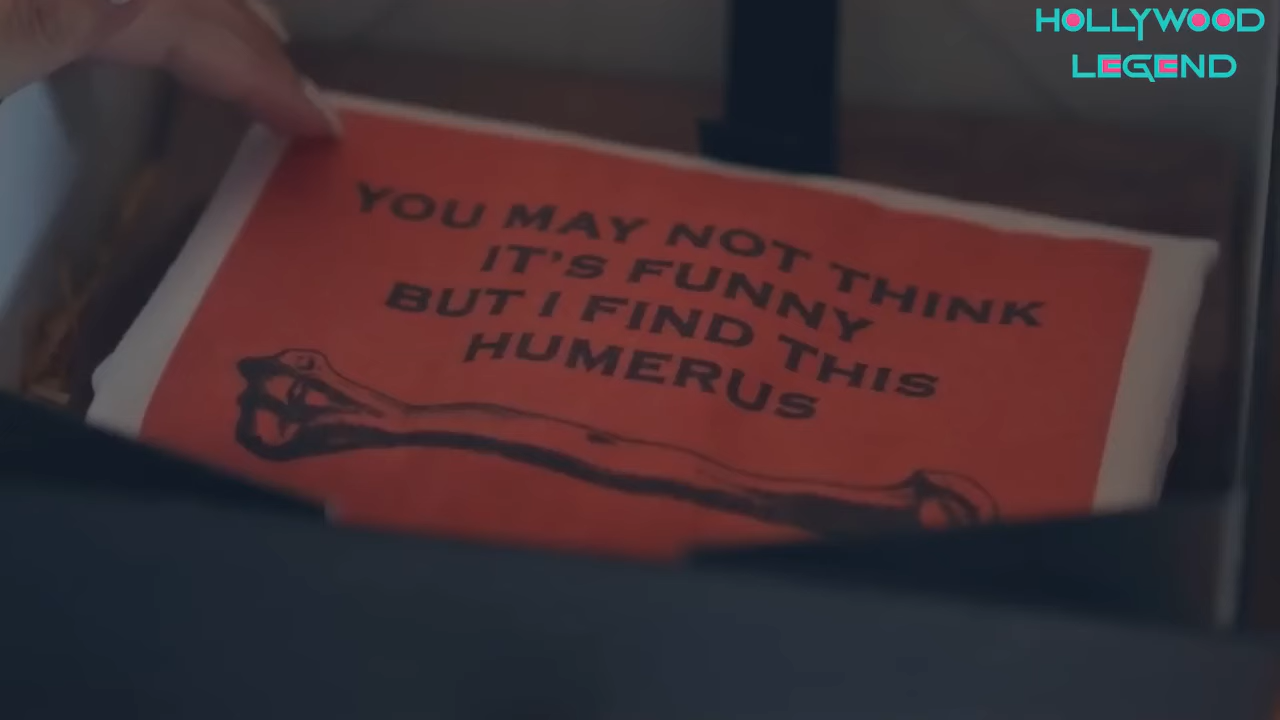 HOLLYWOOD
LEGEND
YOU MAY NOT THINK
IT'S FUNNY
BUT I FIND THIS
HUMERUS